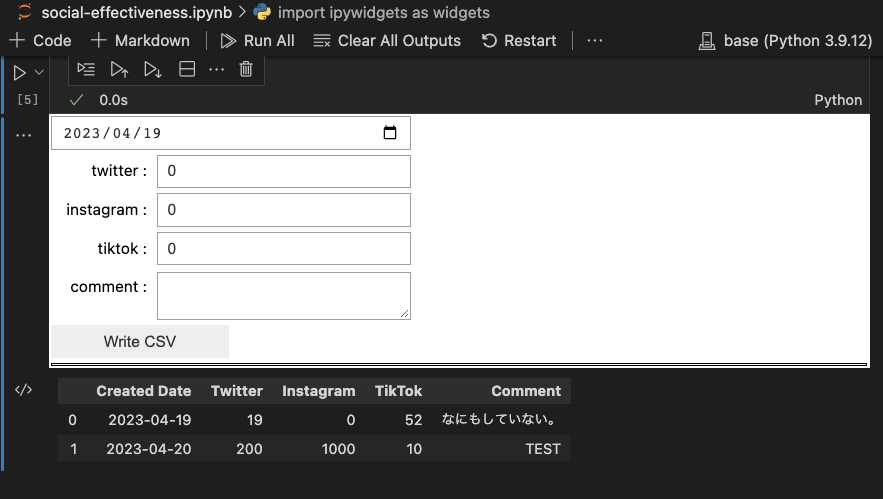 social-effectiveness.ipynb > import ipywidgets as widgets
+ Code + Markdown | Run All Clear All Outputs Restart | ... base (Python 3.9.12)
[5] ✓ 0.0s Python
2023/04/19
twitter : 0
instagram : 0
tiktok : 0
comment :
Write CSV
Created Date Twitter Instagram TikTok Comment
0 2023-04-19 19 0 52 なにもしていない。
1 2023-04-20 200 1000 10 TEST